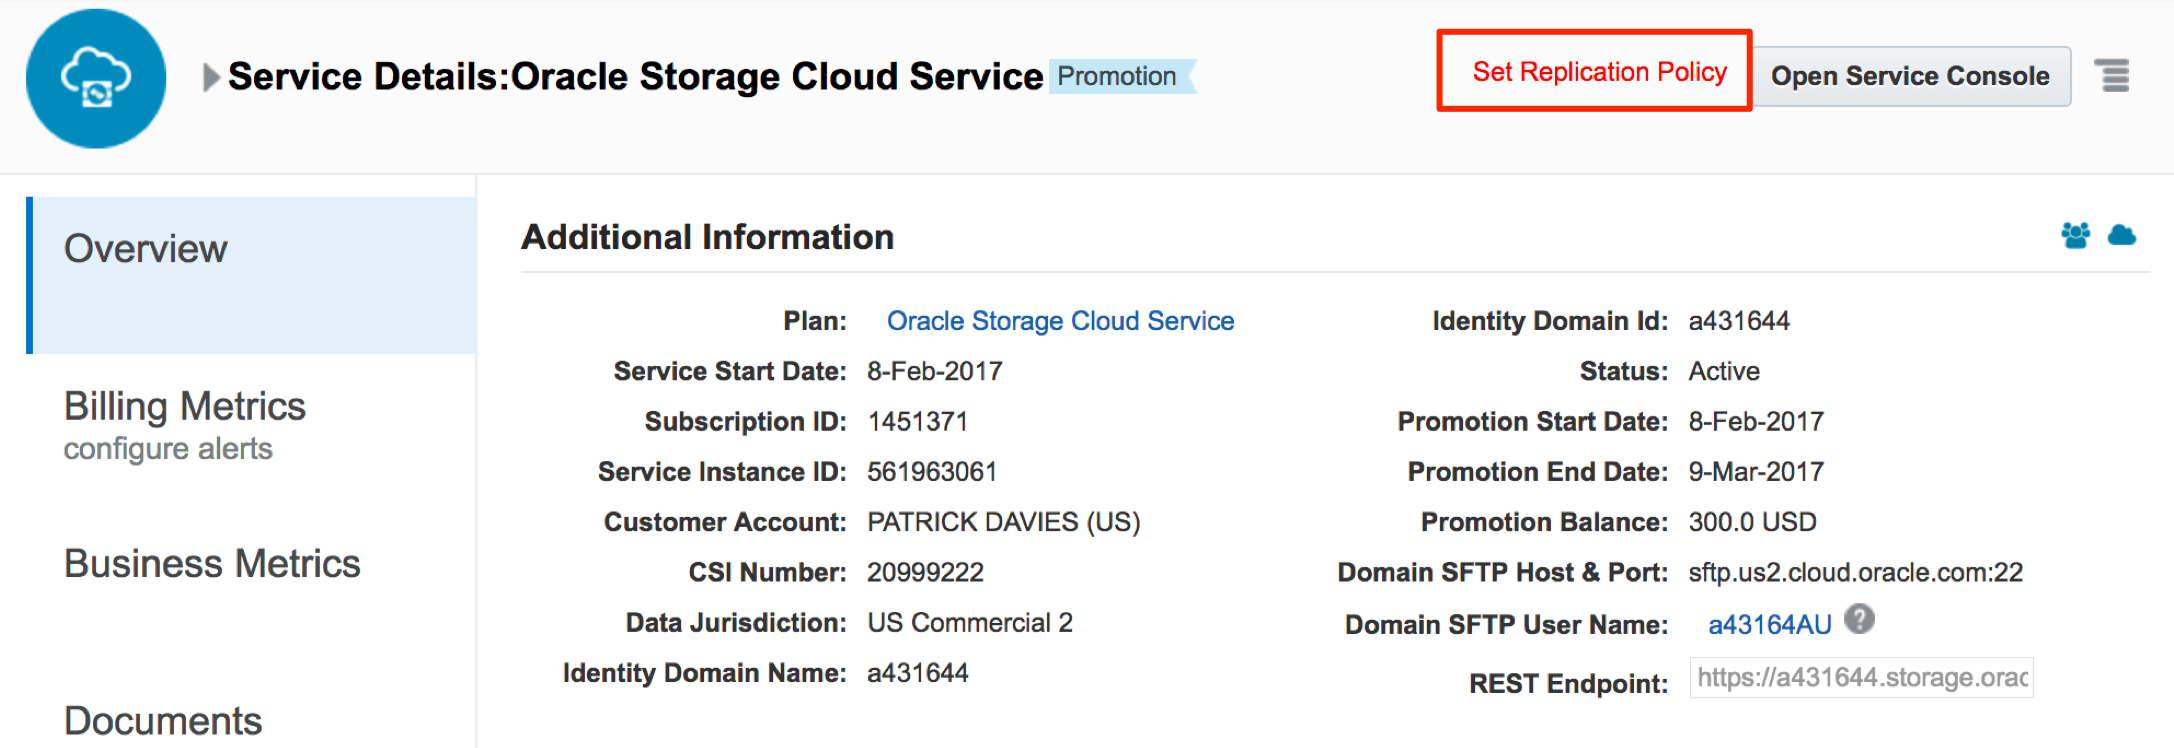 Service Details:Oracle Storage Cloud Service Promotion Set Replication Policy Open Service Console
Overview
Billing Metrics
configure alerts
Business Metrics
Documents
Additional Information
Plan: Oracle Storage Cloud Service
Service Start Date: 8-Feb-2017
Subscription ID: 1451371
Service Instance ID: 561963061
Customer Account: PATRICK DAVIES (US)
CSI Number: 20999222
Data Jurisdiction: US Commercial 2
Identity Domain Name: a431644
Identity Domain Id: a431644
Status: Active
Promotion Start Date: 8-Feb-2017
Promotion End Date: 9-Mar-2017
Promotion Balance: 300.0 USD
Domain SFTP Host & Port: sftp.us2.cloud.oracle.com:22
Domain SFTP User Name: a43164AU ?
REST Endpoint: https://a431644.storage.orac